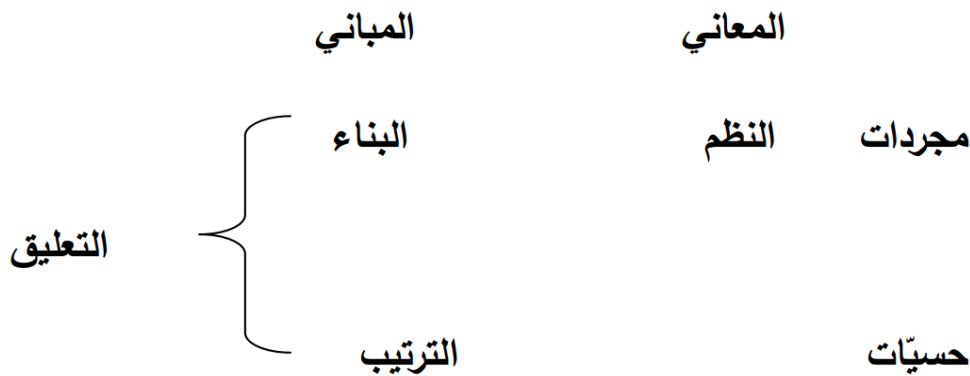 المعاني المباني
مجردات النظم البناء
التعليق
حسيّات الترتيب